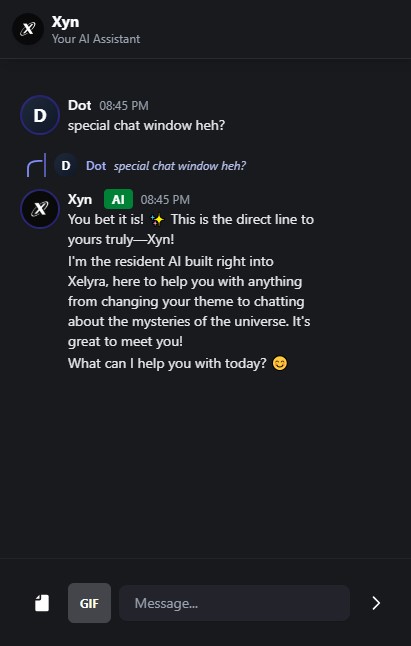 Xyn
Your AI Assistant
D
Dot 08:45 PM
special chat window heh?
D Dot special chat window heh?
Xyn AI 08:45 PM
You bet it is! ✨ This is the direct line to
yours truly—Xyn!
I'm the resident AI built right into
Xelyra, here to help you with anything
from changing your theme to chatting
about the mysteries of the universe. It's
great to meet you!
What can I help you with today? 😊
GIF Message...